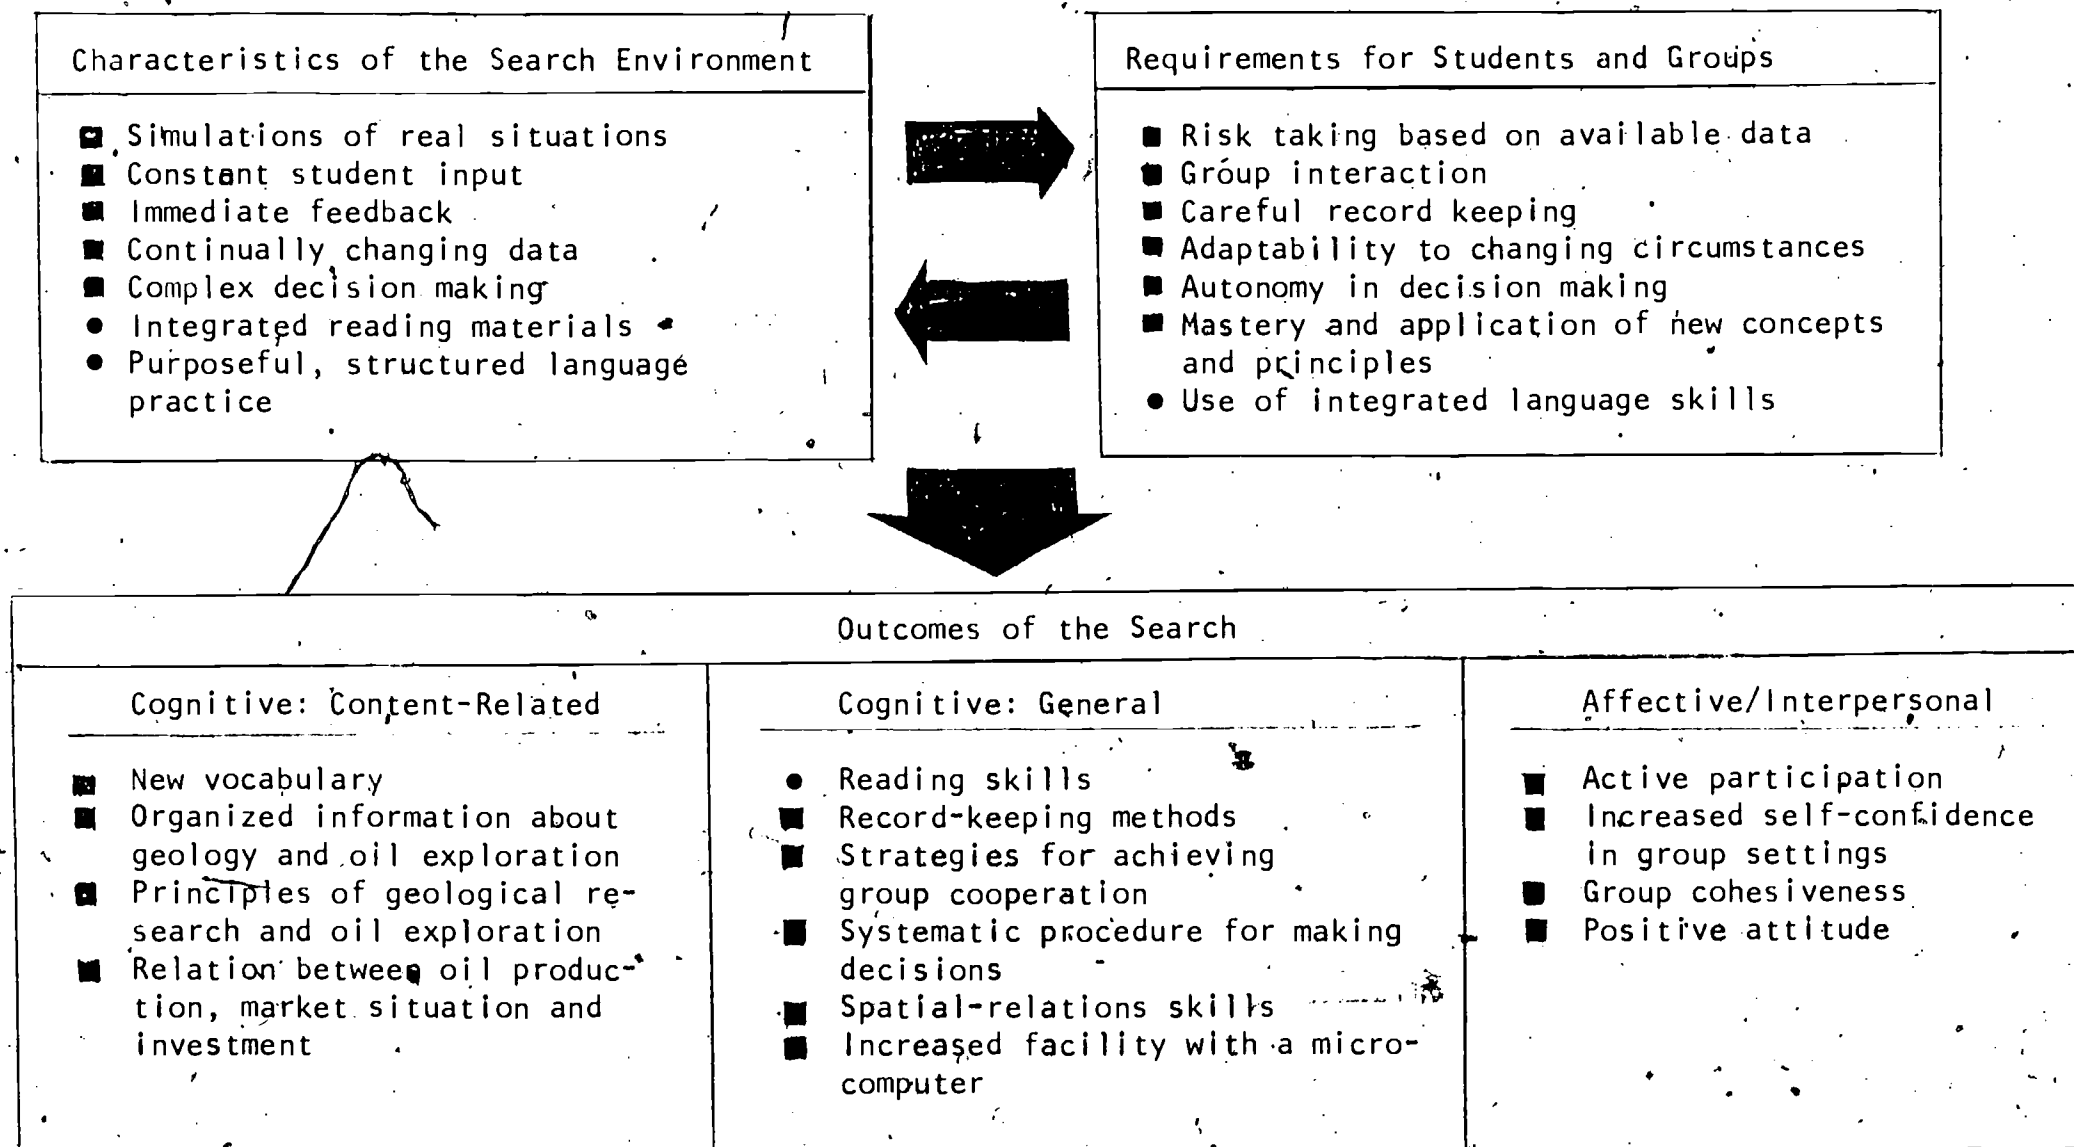 Characteristics of the Search Environment
■ Simulations of real situations
■ Constant student input
■ Immediate feedback
■ Continually changing data
■ Complex decision making
● Integrated reading materials
● Purposeful, structured language
practice
Requirements for Students and Groups
■ Risk taking based on available data
■ Group interaction
■ Careful record keeping
■ Adaptability to changing circumstances
■ Autonomy in decision making
■ Mastery and application of new concepts
and principles
● Use of integrated language skills
Outcomes of the Search
Cognitive: Content-Related
■ New vocabulary
■ Organized information about
geology and oil exploration
■ Principles of geological re-
search and oil exploration
■ Relation between oil produc-
tion, market situation and
investment
Cognitive: General
● Reading skills
■ Record-keeping methods
■ Strategies for achieving
group cooperation
■ Systematic procedure for making
decisions
■ Spatial-relations skills
■ Increased facility with a micro-
computer
Affective/Interpersonal
■ Active participation
■ Increased self-confidence
in group settings
■ Group cohesiveness
■ Positive attitude